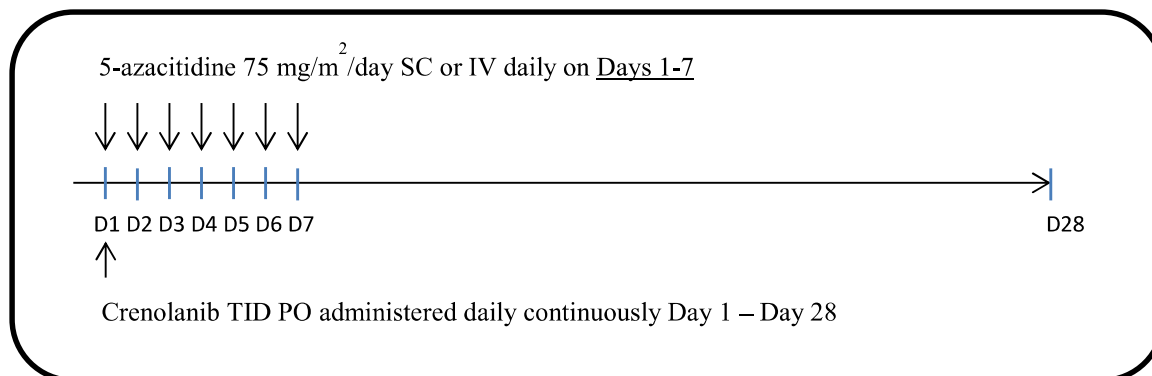 5-azacitidine 75 mg/m²/day SC or IV daily on Days 1-7
D1 D2 D3 D4 D5 D6 D7 D28
Crenolanib TID PO administered daily continuously Day 1 – Day 28